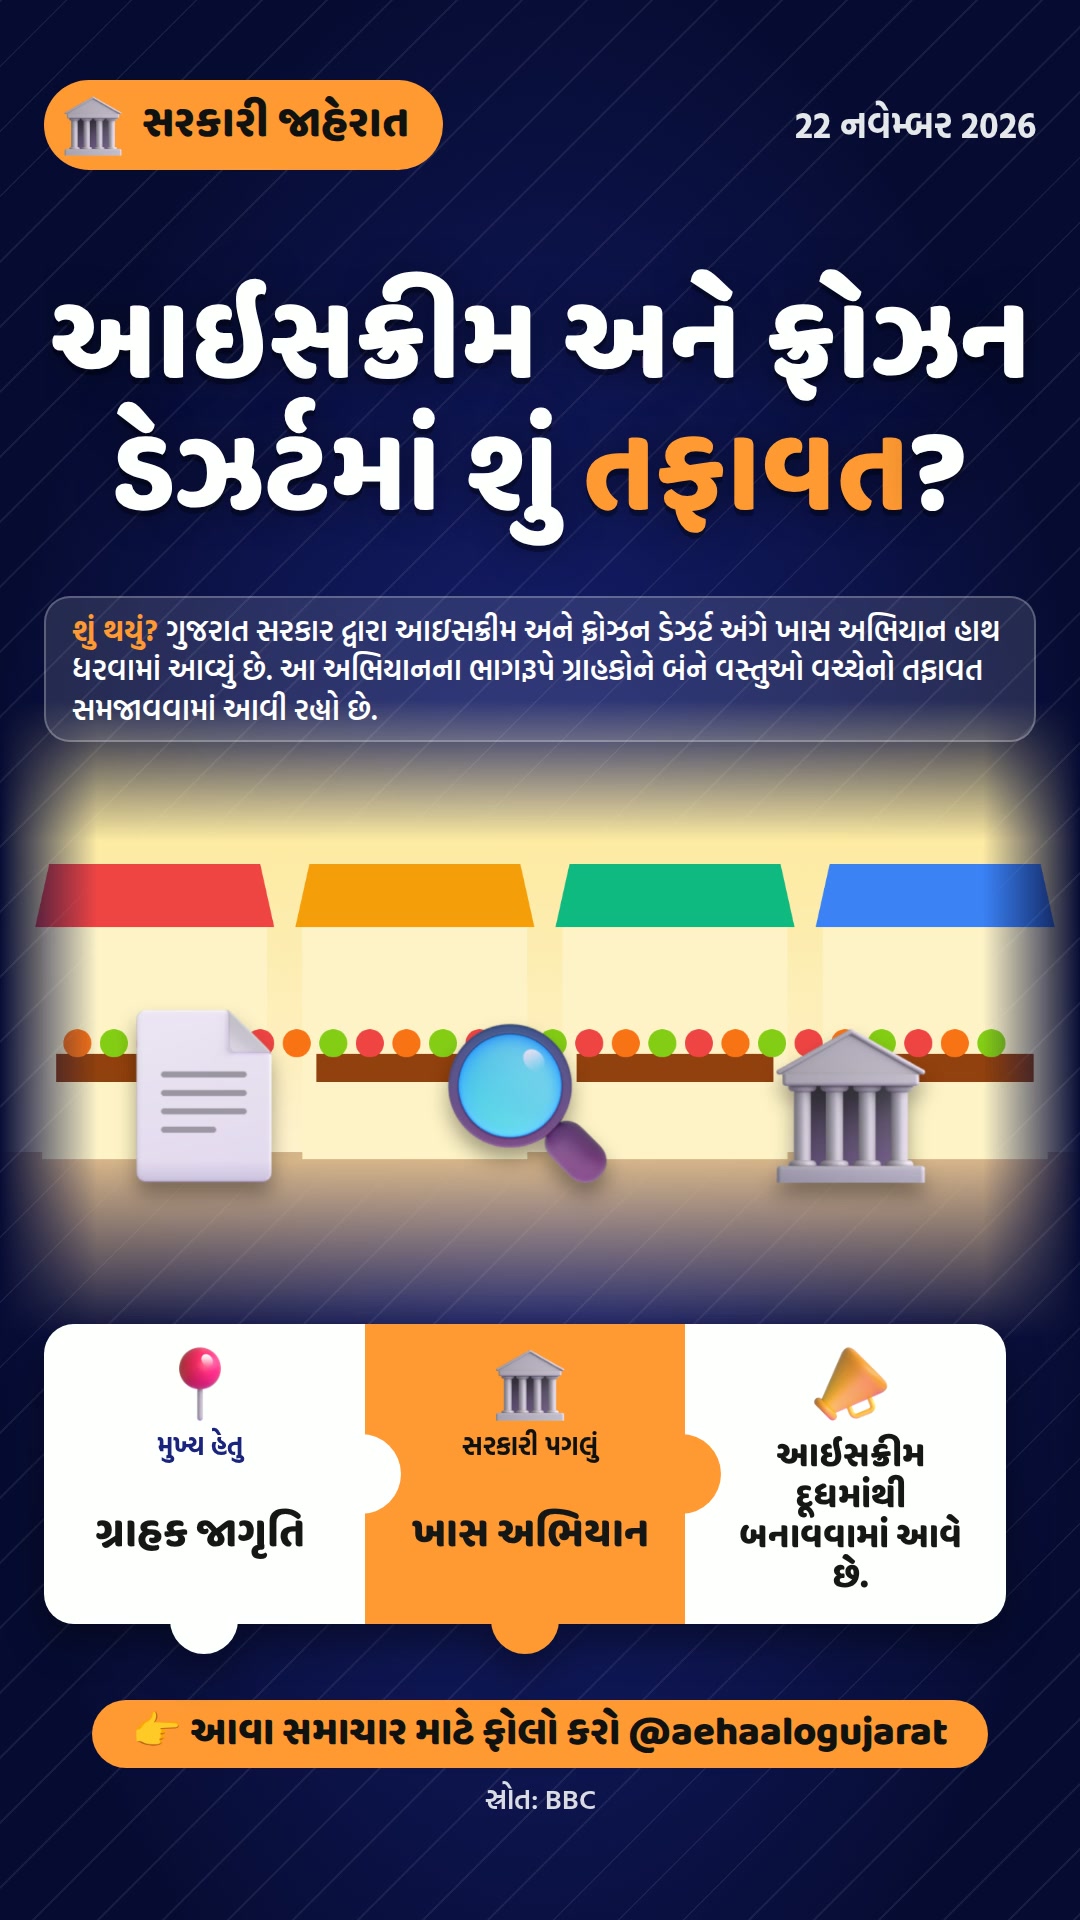 સરકારી જાહેરાત
22 નવેમ્બર 2026
આઇસક્રીમ અને ફ્રોઝન
ડેઝર્ટમાં શું તફાવત?
શું થયું? ગુજરાત સરકાર દ્વારા આઇસક્રીમ અને ફ્રોઝન ડેઝર્ટ અંગે ખાસ અભિયાન હાથ
ધરવામાં આવ્યું છે. આ અભિયાનના ભાગરૂપે ગ્રાહકોને બંને વસ્તુઓ વચ્ચેનો તફાવત
સમજાવવામાં આવી રહ્યો છે.
મુખ્ય હેતુ
ગ્રાહક જાગૃતિ
સરકારી પગલું
ખાસ અભિયાન
આઇસક્રીમ
દૂધમાંથી
બનાવવામાં આવે
છે.
👉 આવા સમાચાર માટે ફોલો કરો @aehaalogujarat
સ્રોત: BBC